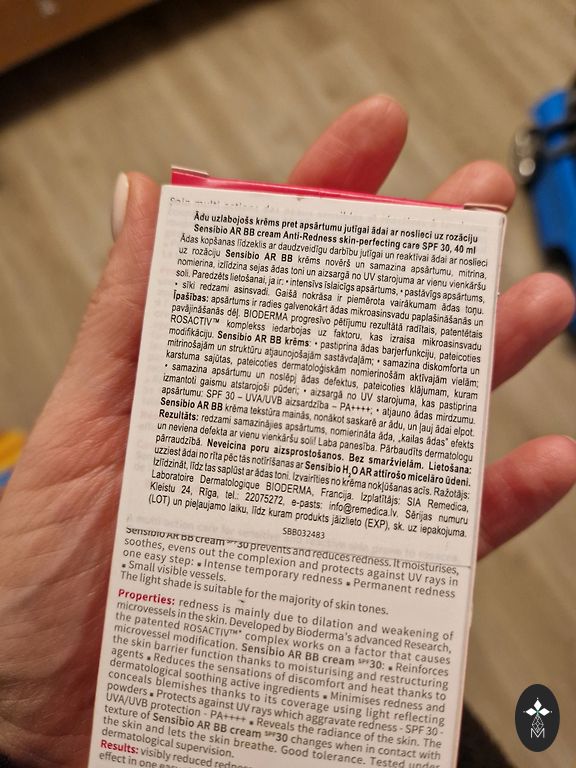 Ādu uzlabojošs krēms pret apsārtumu jutīgai ādai ar noslieci uz rozāciju
Sensibio AR BB cream Anti-Redness skin-perfecting care SPF 30, 40 ml
Ādas kopšanas līdzeklis ar daudzveidīgu darbību jutīgai un reaktīvai ādai ar noslieci
uz rozāciju Sensibio AR BB krēms novērš un samazina apsārtumu, mitrina,
nomierina, izlīdzina sejas ādas toni un aizsargā no UV starojuma ar vienu vienkāršu
soli. Paredzēts lietošanai, ja ir: • intensīvs īslaicīgs apsārtums, • pastāvīgs apsārtums,
• sīki redzami asinsvadi. Gaišā nokrāsa ir piemērota vairākumam ādas toņu.
Īpašības: apsārtums ir radies galvenokārt ādas mikroasinsvadu paplašināšanās un
pavājināšanās dēļ. BIODERMA progresīvo pētījumu rezultātā radītais, patentētais
ROSACTIV™ komplekss iedarbojas uz faktoru, kas izraisa mikroasinsvadu
modifikāciju. Sensibio AR BB krēms: • pastiprina ādas barjerfunkciju, pateicoties
mitrinošajām un struktūru atjaunojošajām sastāvdaļām; • samazina diskomforta un
karstuma sajūtas, pateicoties dermatoloģiskām nomierinošām aktīvajām vielām;
• samazina apsārtumu un noslēpj ādas defektus, pateicoties klājumam, kuram
izmantoti gaismu atstarojoši pūderi; • aizsargā no UV starojuma, kas pastiprina
apsārtumu: SPF 30 – UVA/UVB aizsardzība – PA++++; • atjauno ādas mirdzumu.
Sensibio AR BB krēma tekstūra mainās, nonākot saskarē ar ādu, un ļauj ādai elpot.
Rezultāts: redzami samazinājies apsārtums, nomierināta āda, „kailas ādas” efekts
un neviena defekta ar vienu vienkāršu soli! Laba panesība. Pārbaudīts dermatologu
pārraudzībā. Neveicina poru aizsprostošanos. Bez smaržvielām. Lietošana:
uzziest ādai no rīta pēc tās notīrīšanas ar Sensibio H₂O AR attīrošo micelāro ūdeni.
Izlīdzināt, līdz tas saplūst ar ādas toni. Izvairīties no krēma nokļūšanas acīs. Ražotājs:
Laboratoire Dermatologique BIODERMA, Francija. Izplatītājs: SIA Remedica,
Kleistu 24, Rīga, tel.: 22075272, e-pasts: info@remedica.lv. Sērijas numuru
(LOT) un pieļaujamo laiku, līdz kuram produkts jāizlieto (EXP), sk. uz iepakojuma.
SBB032483
Sensibio AR BB cream SPF30 prevents and reduces redness. It moisturises,
soothes, evens out the complexion and protects against UV rays in
one easy step: ▪ Intense temporary redness ▪ Permanent redness
▪ Small visible vessels.
The light shade is suitable for the majority of skin tones.
Properties: redness is mainly due to dilation and weakening of
microvessels in the skin. Developed by Bioderma's advanced Research,
the patented ROSACTIV™* complex works on a factor that causes
microvessel modification. Sensibio AR BB cream SPF30: ▪ Reinforces
the skin barrier function thanks to moisturising and restructuring
agents ▪ Reduces the sensations of discomfort and heat thanks to
dermatological soothing active ingredients ▪ Minimises redness and
conceals blemishes thanks to its coverage using light reflecting
powders ▪ Protects against UV rays which aggravate redness - SPF 30 -
UVA/UVB protection - PA++++ ▪ Reveals the radiance of the skin. The
texture of Sensibio AR BB cream SPF30 changes when in contact with
the skin and lets the skin breathe. Good tolerance. Tested under
dermatological supervision.
Results: visibly reduced redness
effect in one easy
M